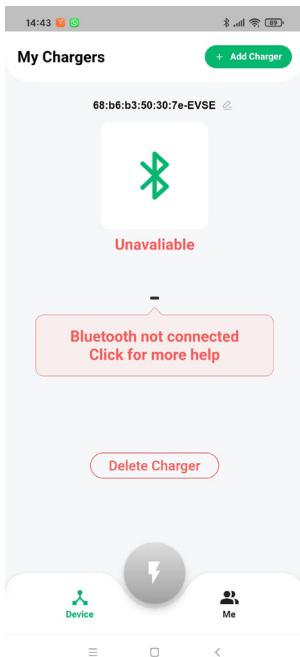 14:43
89
My Chargers
+ Add Charger
68:b6:b3:50:30:7e-EVSE
Unavaliable
-
Bluetooth not connected
Click for more help
Delete Charger
Device
Me